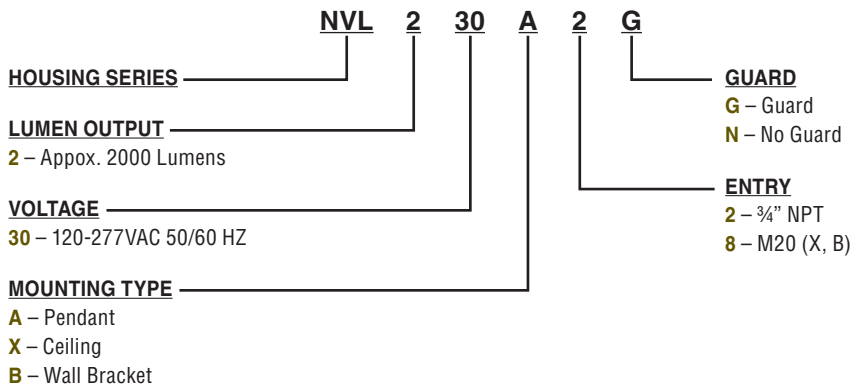 NVL 2 30 A 2 G
HOUSING SERIES
LUMEN OUTPUT
2 – Appox. 2000 Lumens
VOLTAGE
30 – 120-277VAC 50/60 HZ
MOUNTING TYPE
A – Pendant
X – Ceiling
B – Wall Bracket
GUARD
G – Guard
N – No Guard
ENTRY
2 – ¾” NPT
8 – M20 (X, B)